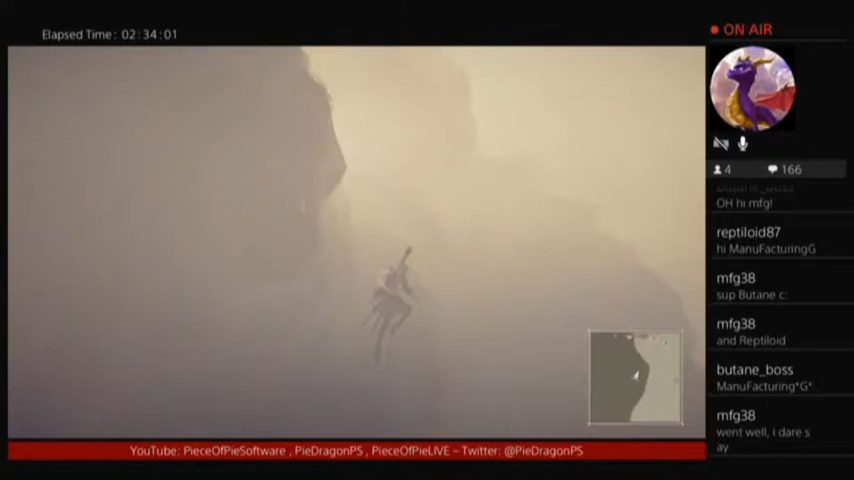 Elapsed Time: 02:34:01
ON AIR
4
166
butane_boss
OH hi mfg!
reptiloid87
hi ManuFacturingG
mfg38
sup Butane c:
mfg38
and Reptiloid
butane_boss
ManuFacturing*G*
mfg38
went well, i dare s
ay
YouTube: PieceOfPieSoftware , PieDragonPS , PieceOfPieLIVE – Twitter: @PieDragonPS